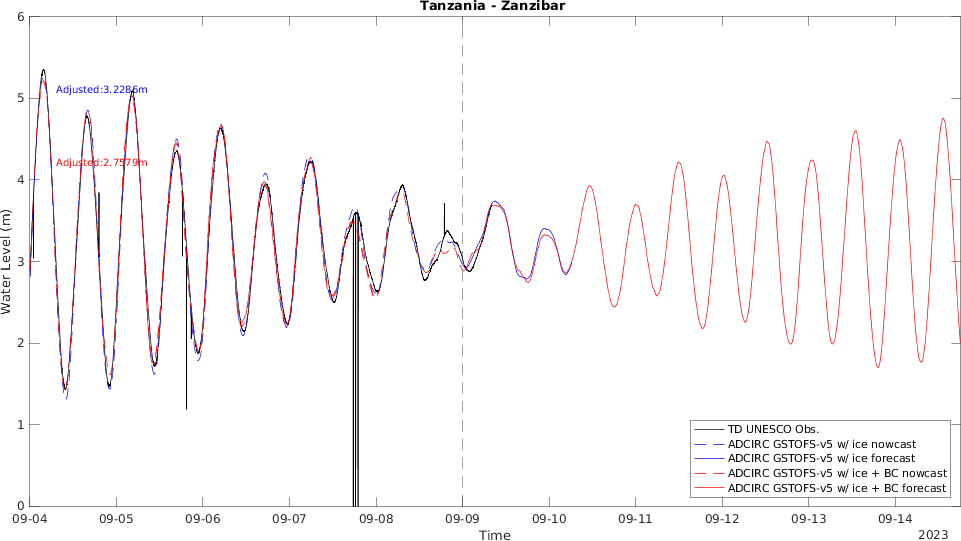 Tanzania - Zanzibar
6
5
4
3
2
1
0
Water Level (m)
Adjusted:3.2286m
Adjusted:2.7579m
TD UNESCO Obs.
ADCIRC GSTOFS-v5 w/ ice nowcast
ADCIRC GSTOFS-v5 w/ ice forecast
ADCIRC GSTOFS-v5 w/ ice + BC nowcast
ADCIRC GSTOFS-v5 w/ ice + BC forecast
09-04 09-05 09-06 09-07 09-08 09-09 09-10 09-11 09-12 09-13 09-14
Time
2023